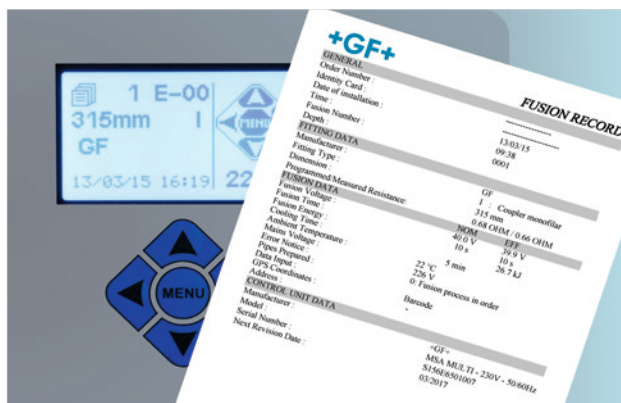 1 E-00
315mm I
GF
13/03/15 16:19
22
MENU
MENU
+GF+
FUSION RECORD
GENERAL
Order Number : --------------
Identity Card : --------------
Date of installation : 13/03/15
Time : 09:38
Fusion Number : 0001
Depth :
FITTING DATA
Manufacturer : GF
Fitting Type : I : Coupler monofilar
Dimension : 315 mm
Programmed/Measured Resistance: 0.68 OHM / 0.66 OHM
FUSION DATA NOM EFF
Fusion Voltage : 40.0 V 39.9 V
Fusion Time : 10 s 10 s
Fusion Energy : 26.7 kJ
Cooling Time : 5 min
Ambient Temperature : 22 °C
Mains Voltage : 226 V
Error Notice : 0: Fusion process in order
Pipes Prepared :
Data Input : Barcode
GPS Coordinates : -
Address :
CONTROL UNIT DATA
Manufacturer : +GF+
Model : MSA MULTI - 230V - 50/60Hz
Serial Number : S156E6501007
Next Revision Date : 03/2017